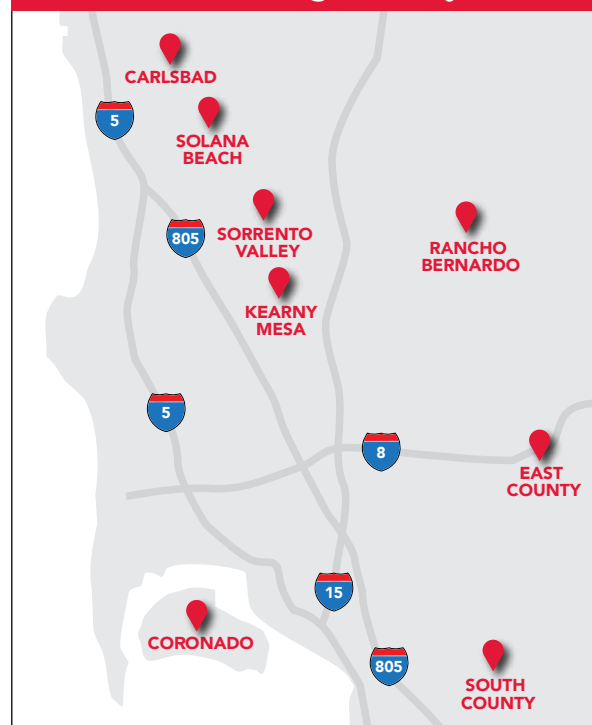 CARLSBAD
5
SOLANA
BEACH
SORRENTO
VALLEY
805
RANCHO
BERNARDO
KEARNY
MESA
5
8
EAST
COUNTY
15
CORONADO
805
SOUTH
COUNTY